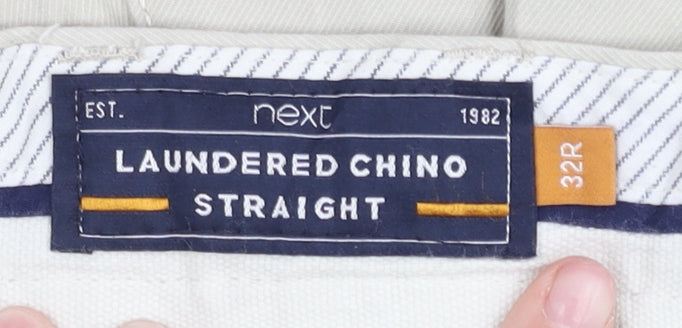 EST. next 1982
LAUNDERED CHINO
STRAIGHT
32R